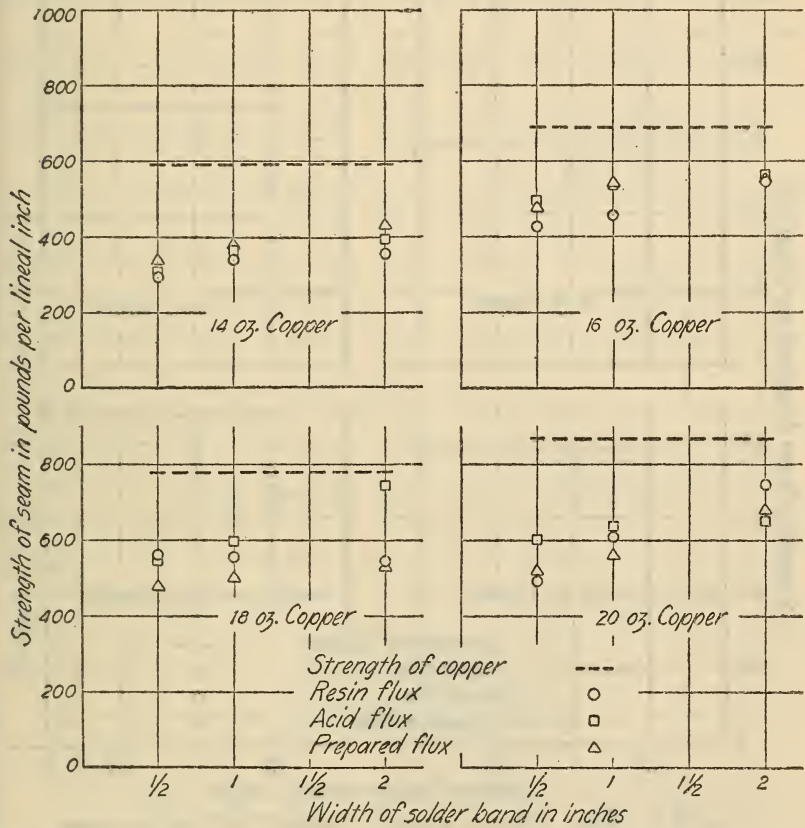 Strength of seam in pounds per lineal inch
1000
800
600
400
200
0
14 oz. Copper
16 oz. Copper
800
600
400
200
0
18 oz. Copper
20 oz. Copper
Strength of copper
Resin flux
Acid flux
Prepared flux
1/2 1 1 1/2 2
1/2 1 1 1/2 2
Width of solder band in inches